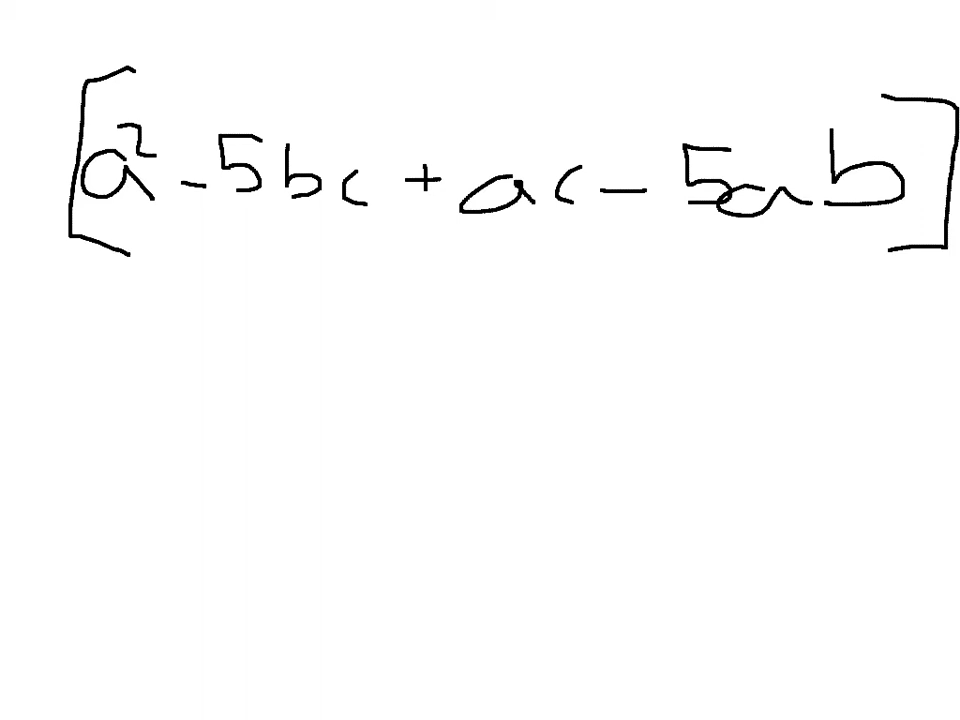 [a² - 5bc + ac - 5ab]